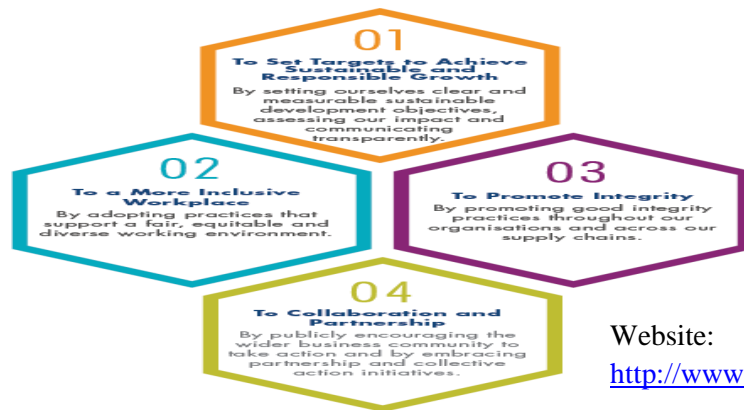 01
To Set Targets to Achieve
Sustainable and
Responsible Growth
By setting ourselves clear and
measurable sustainable
development objectives,
assessing our impact and
communicating
transparently.
02
To a More Inclusive
Workplace
By adopting practices that
support a fair, equitable and
diverse working environment.
03
To Promote Integrity
By promoting good integrity
practices throughout our
organisations and across our
supply chains.
04
To Collaboration and
Partnership
By publicly encouraging the
wider business community to
take action and by embracing
partnership and collective
action initiatives.
Website:
http://www